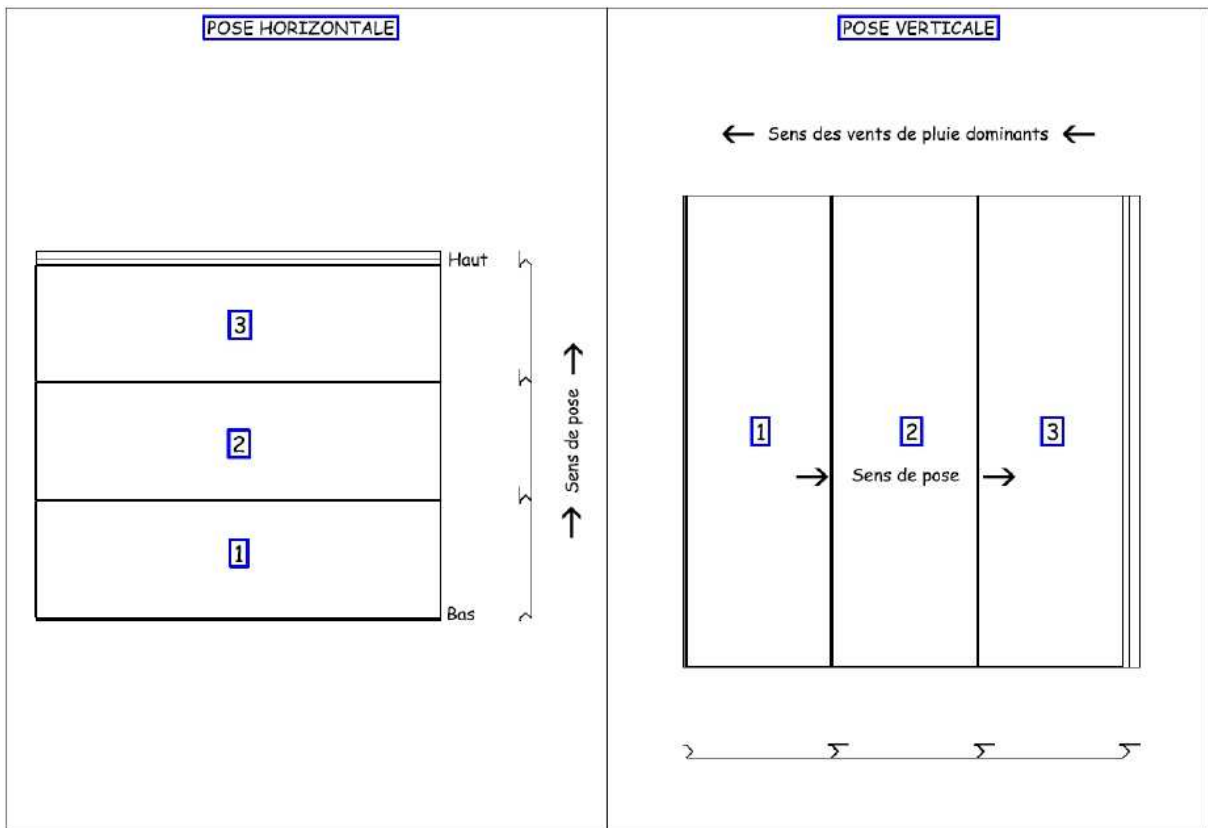 POSE HORIZONTALE
Haut
3
2
1
Bas
Sens de pose
POSE VERTICALE
Sens des vents de pluie dominants
1
2
3
Sens de pose